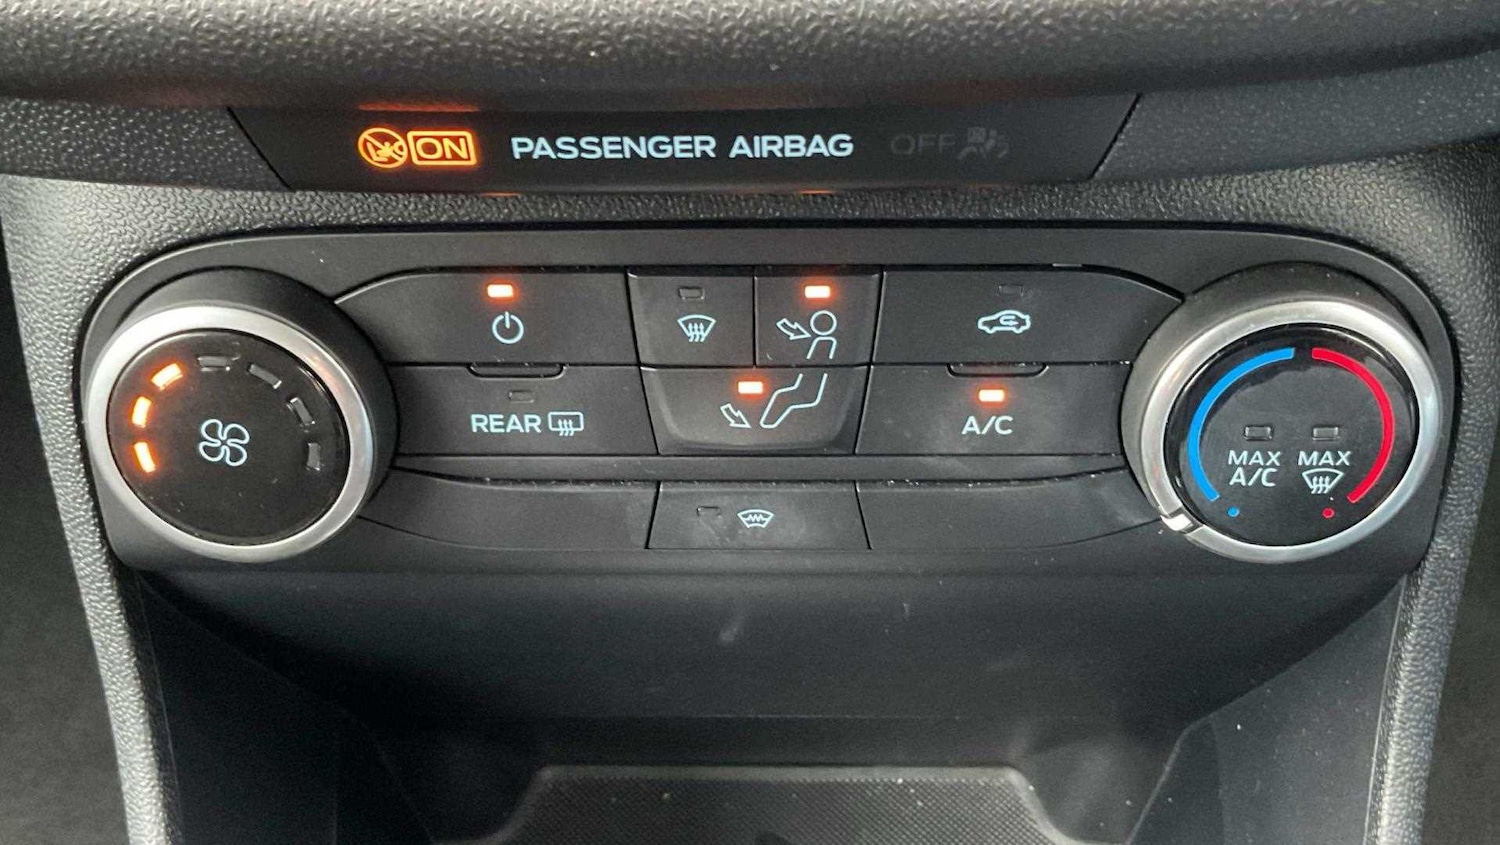 ON PASSENGER AIRBAG OFF
REAR
A/C
MAX A/C
MAX